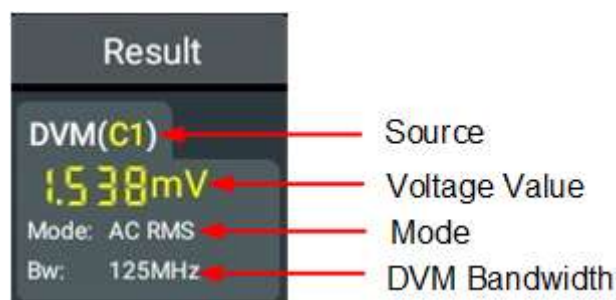 Result
DVM(C1)
Source
1.538mV
Voltage Value
Mode: AC RMS
Mode
Bw: 125MHz
DVM Bandwidth